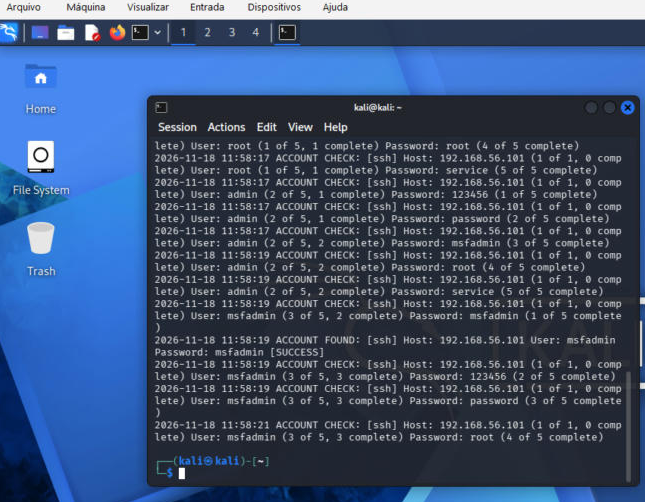 Arquivo Máquina Visualizar Entrada Dispositivos Ajuda
1 2 3 4
Home
File System
Trash
kali@kali: ~
Session Actions Edit View Help
lete) User: root (1 of 5, 1 complete) Password: root (4 of 5 complete)
2026-11-18 11:58:17 ACCOUNT CHECK: [ssh] Host: 192.168.56.101 (1 of 1, 0 comp
lete) User: root (1 of 5, 1 complete) Password: service (5 of 5 complete)
2026-11-18 11:58:17 ACCOUNT CHECK: [ssh] Host: 192.168.56.101 (1 of 1, 0 comp
lete) User: admin (2 of 5, 1 complete) Password: 123456 (1 of 5 complete)
2026-11-18 11:58:17 ACCOUNT CHECK: [ssh] Host: 192.168.56.101 (1 of 1, 0 comp
lete) User: admin (2 of 5, 1 complete) Password: password (2 of 5 complete)
2026-11-18 11:58:17 ACCOUNT CHECK: [ssh] Host: 192.168.56.101 (1 of 1, 0 comp
lete) User: admin (2 of 5, 2 complete) Password: msfadmin (3 of 5 complete)
2026-11-18 11:58:19 ACCOUNT CHECK: [ssh] Host: 192.168.56.101 (1 of 1, 0 comp
lete) User: admin (2 of 5, 2 complete) Password: root (4 of 5 complete)
2026-11-18 11:58:19 ACCOUNT CHECK: [ssh] Host: 192.168.56.101 (1 of 1, 0 comp
lete) User: admin (2 of 5, 2 complete) Password: service (5 of 5 complete)
2026-11-18 11:58:19 ACCOUNT CHECK: [ssh] Host: 192.168.56.101 (1 of 1, 0 comp
lete) User: msfadmin (3 of 5, 2 complete) Password: msfadmin (1 of 5 complete
)
2026-11-18 11:58:19 ACCOUNT FOUND: [ssh] Host: 192.168.56.101 User: msfadmin
Password: msfadmin [SUCCESS]
2026-11-18 11:58:19 ACCOUNT CHECK: [ssh] Host: 192.168.56.101 (1 of 1, 0 comp
lete) User: msfadmin (3 of 5, 3 complete) Password: 123456 (2 of 5 complete)
2026-11-18 11:58:19 ACCOUNT CHECK: [ssh] Host: 192.168.56.101 (1 of 1, 0 comp
lete) User: msfadmin (3 of 5, 3 complete) Password: password (3 of 5 complete
)
2026-11-18 11:58:21 ACCOUNT CHECK: [ssh] Host: 192.168.56.101 (1 of 1, 0 comp
lete) User: msfadmin (3 of 5, 3 complete) Password: root (4 of 5 complete)
┌──(kali㉿kali)-[~]
└─$